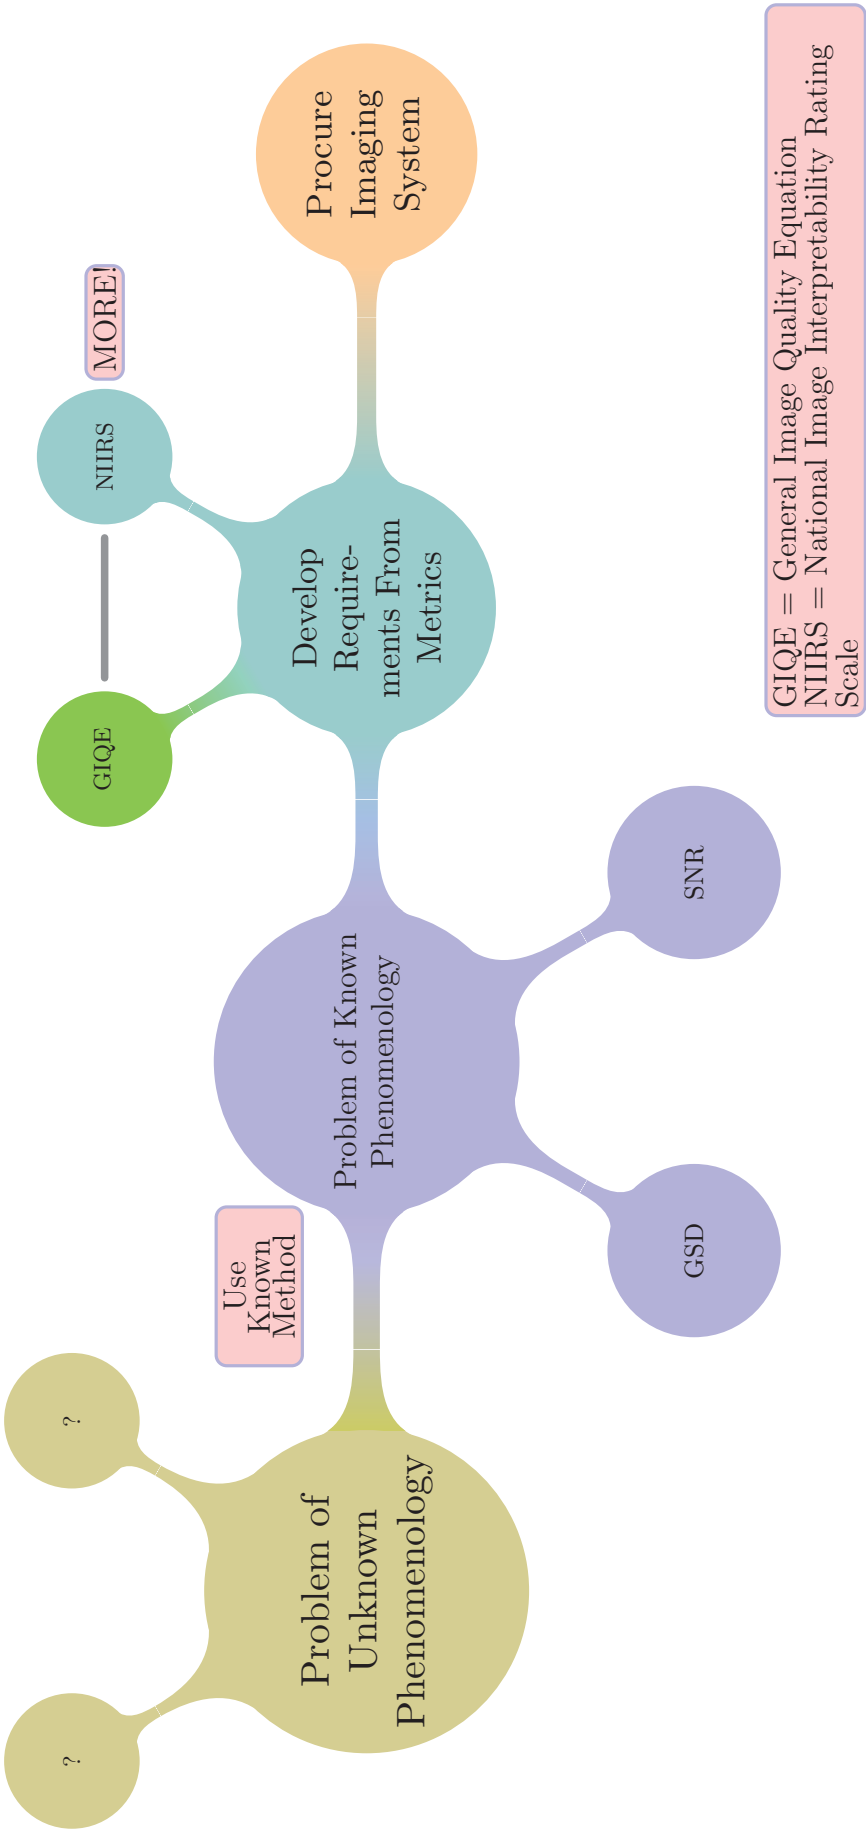 ?
?
Problem of
Unknown
Phenomenology
Use
Known
Method
Problem of Known
Phenomenology
GSD
SNR
GIQE
NIIRS
MORE!
Develop
Require-
ments From
Metrics
Procure
Imaging
System
GIQE = General Image Quality Equation
NIIRS = National Image Interpretability Rating
Scale